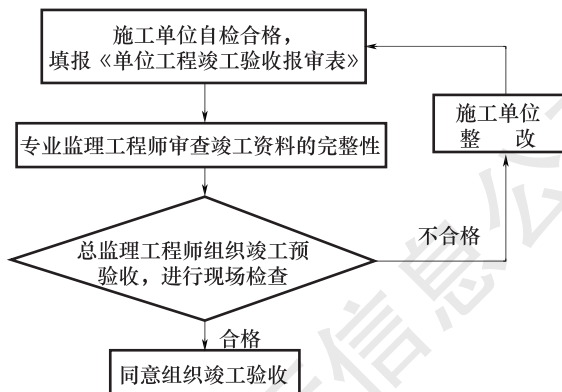 施工单位自检合格，
填报《单位工程竣工验收报审表》
施工单位
整　　改
专业监理工程师审查竣工资料的完整性
总监理工程师组织竣工预
验收，进行现场检查
不合格
合格
同意组织竣工验收
信息公